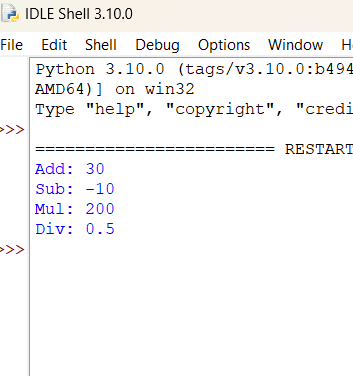 IDLE Shell 3.10.0
File Edit Shell Debug Options Window
Python 3.10.0 (tags/v3.10.0:b494
AMD64)] on win32
Type "help", "copyright", "credi
>>>
======================== RESTART
Add: 30
Sub: -10
Mul: 200
Div: 0.5
>>>